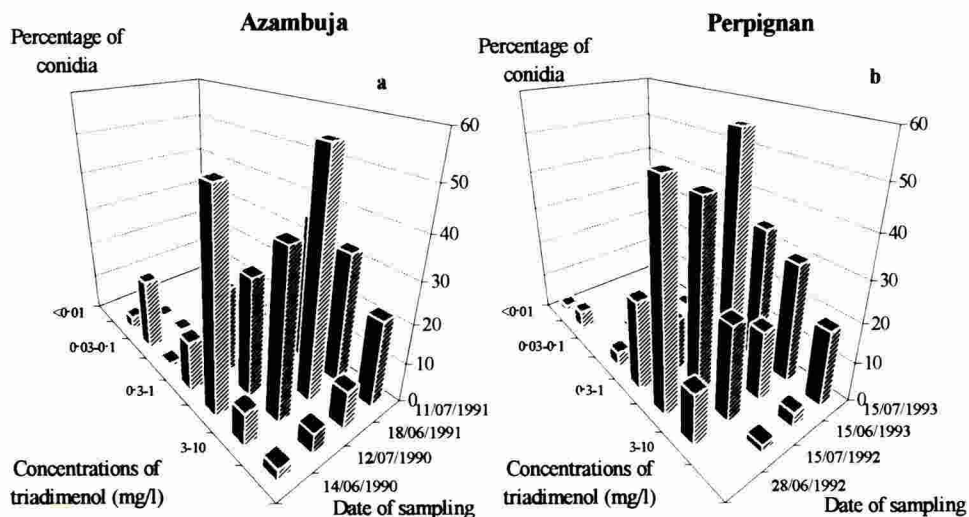 Azambuja
Percentage of
conidia
a
60
50
40
30
20
10
0
<0·01
0·03-0·1
0·3-1
3-10
11/07/1991
18/06/1991
12/07/1990
14/06/1990
Concentrations of
triadimenol (mg/l)
Date of sampling
Perpignan
Percentage of
conidia
b
60
50
40
30
20
10
0
<0·01
0·03-0·1
0·3-1
3-10
15/07/1993
15/06/1993
15/07/1992
28/06/1992
Concentrations of
triadimenol (mg/l)
Date of sampling